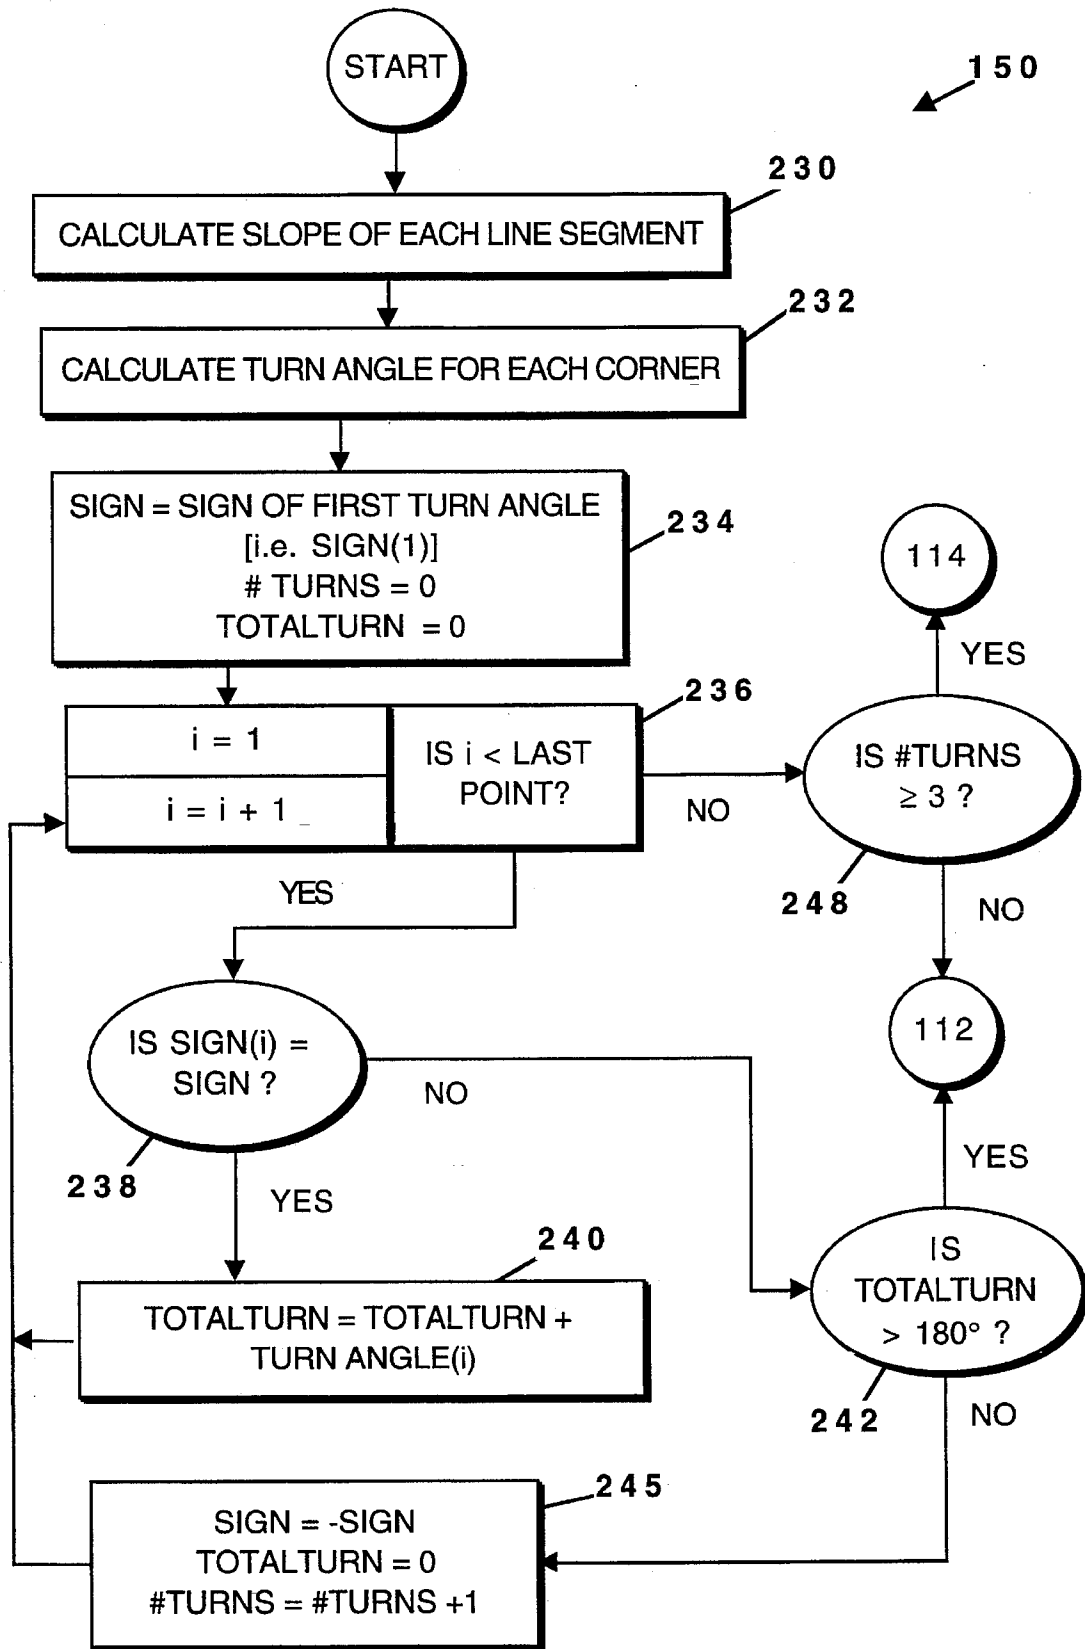 START
150
230
CALCULATE SLOPE OF EACH LINE SEGMENT
232
CALCULATE TURN ANGLE FOR EACH CORNER
SIGN = SIGN OF FIRST TURN ANGLE
[i.e. SIGN(1)]
# TURNS = 0
TOTALTURN = 0
234
114
YES
236
i = 1
i = i + 1
IS i < LAST
POINT?
NO
IS #TURNS
≥ 3 ?
248
NO
YES
112
IS SIGN(i) =
SIGN ?
NO
238
YES
YES
240
TOTALTURN = TOTALTURN +
TURN ANGLE(i)
IS
TOTALTURN
> 180° ?
242
NO
245
SIGN = -SIGN
TOTALTURN = 0
#TURNS = #TURNS +1